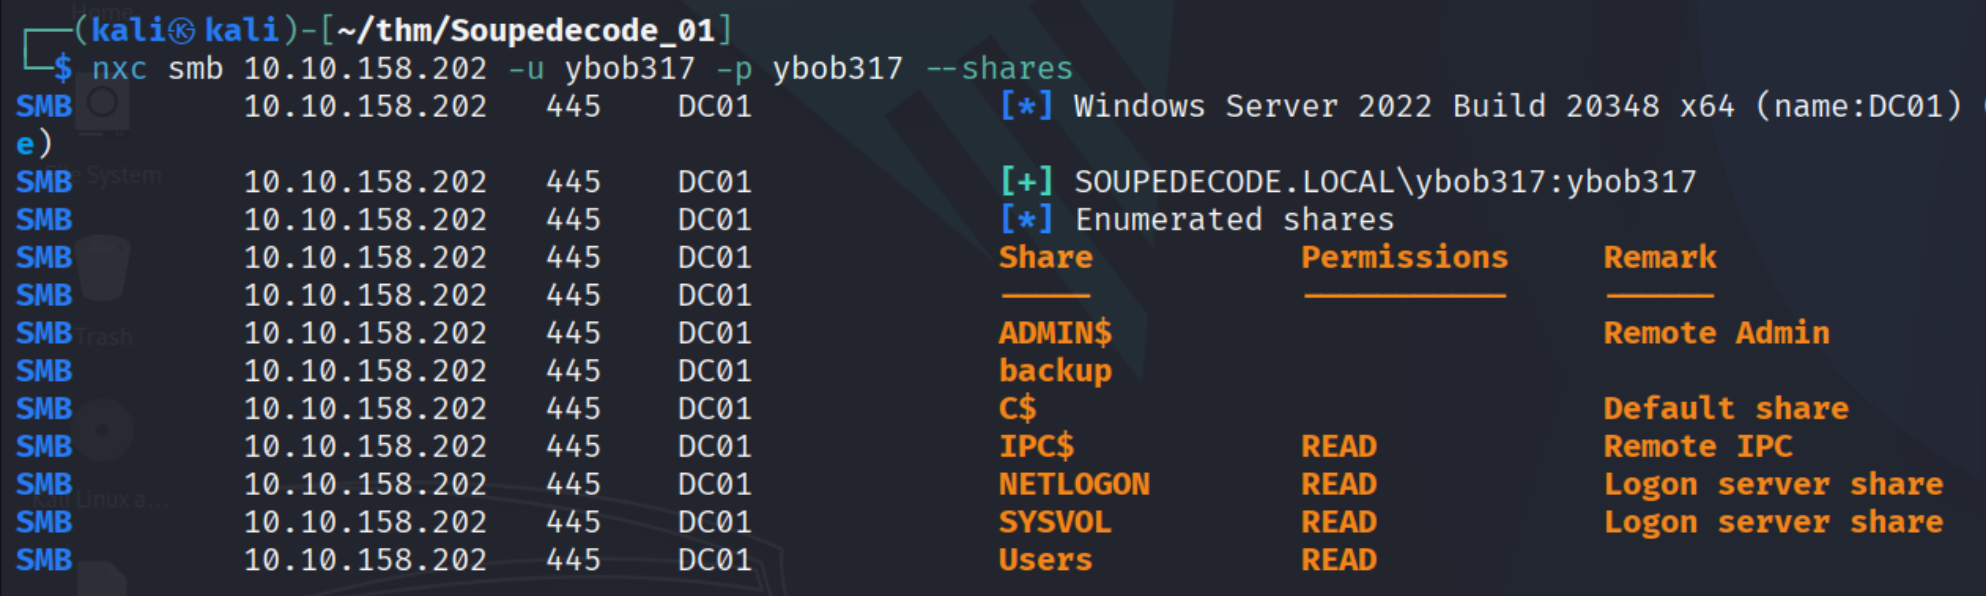 Home
┌──(kali㉿kali)-[~/thm/Soupedecode_01]
└─$ nxc smb 10.10.158.202 -u ybob317 -p ybob317 --shares
SMB 10.10.158.202 445 DC01 [*] Windows Server 2022 Build 20348 x64 (name:DC01)
e)
SMB 10.10.158.202 445 DC01 [+] SOUPEDECODE.LOCAL\ybob317:ybob317
SMB 10.10.158.202 445 DC01 [*] Enumerated shares
SMB 10.10.158.202 445 DC01 Share Permissions Remark
SMB 10.10.158.202 445 DC01 ----- ----------- ------
SMB 10.10.158.202 445 DC01 ADMIN$ Remote Admin
SMB 10.10.158.202 445 DC01 backup
SMB 10.10.158.202 445 DC01 C$ Default share
SMB 10.10.158.202 445 DC01 IPC$ READ Remote IPC
SMB 10.10.158.202 445 DC01 NETLOGON READ Logon server share
SMB 10.10.158.202 445 DC01 SYSVOL READ Logon server share
SMB 10.10.158.202 445 DC01 Users READ
System
Trash
Linux a...